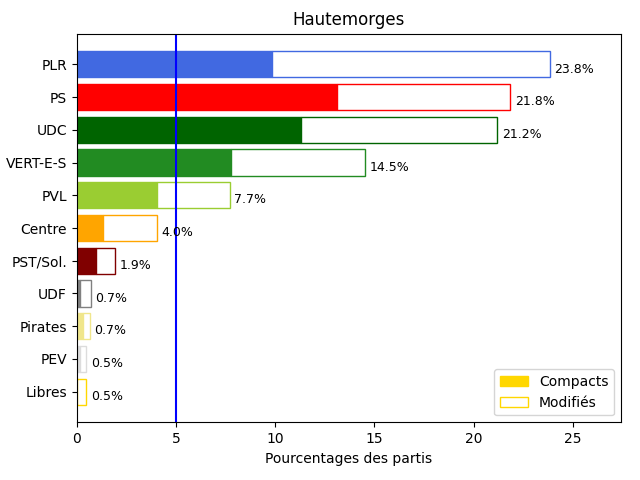 Hautemorges
PLR
23.8%
PS
21.8%
UDC
21.2%
VERT-E-S
14.5%
PVL
7.7%
Centre
4.0%
PST/Sol.
1.9%
UDF
0.7%
Pirates
0.7%
PEV
0.5%
Libres
0.5%
Compacts
Modifiés
0 5 10 15 20 25
Pourcentages des partis